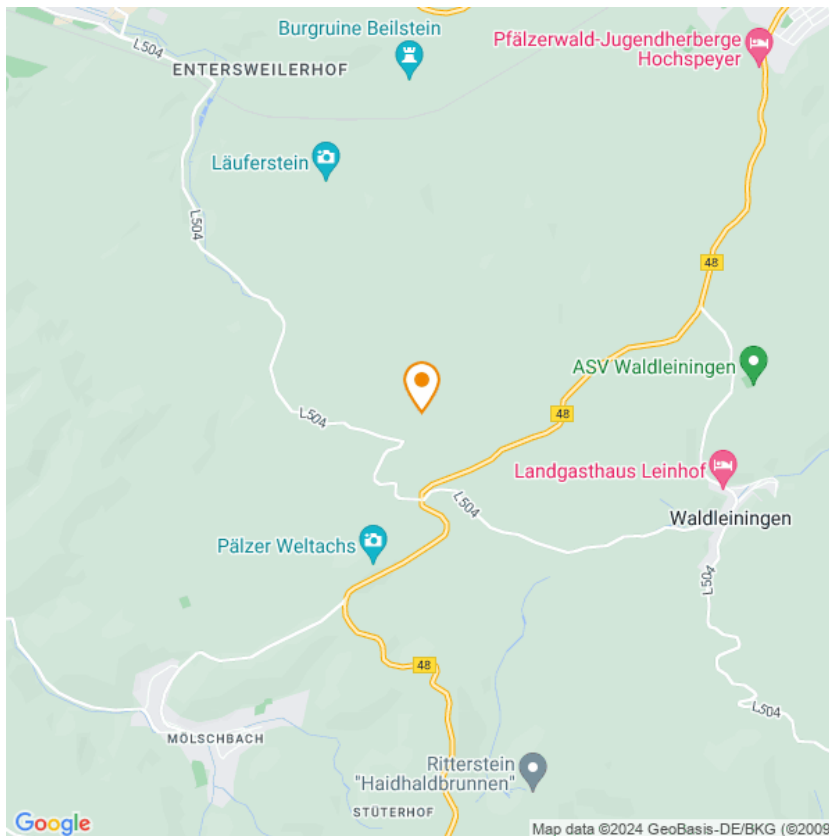 Burgruine Beilstein
Pfälzerwald-Jugendherberge
Hochspeyer
L504
ENTERSWEILERHOF
Läuferstein
L504
48
ASV Waldleiningen
L504
48
Landgasthaus Leinhof
L504
Waldleiningen
Pälzer Weltachs
L504
48
L504
MÖLSCHBACH
Ritterstein
"Haidhaldbrunnen"
STÜTERHOF
Google
Map data ©2024 GeoBasis-DE/BKG (©2009